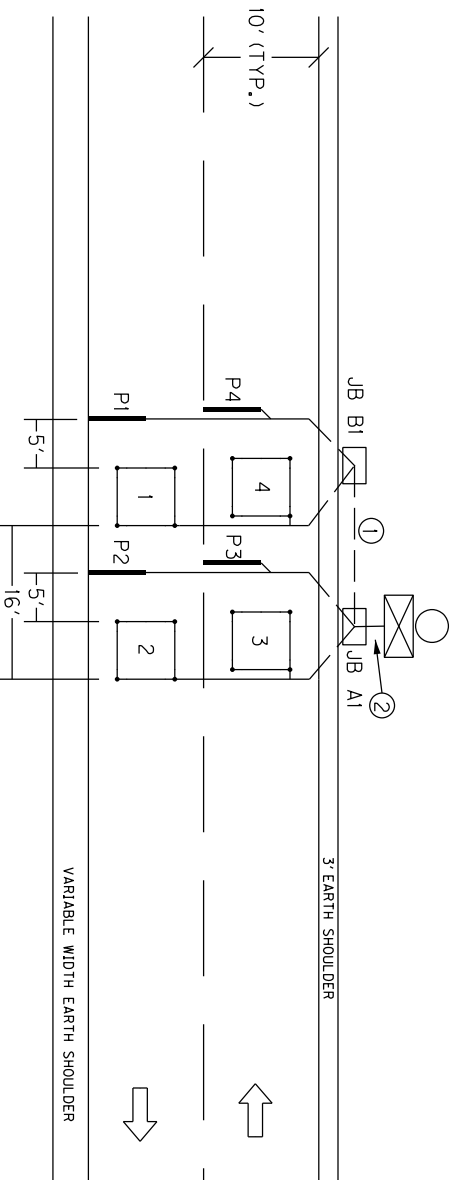 10' (TYP.)
JB B1
①
②
JB A1
3' EARTH SHOULDER
P4
4
P3
3
P1
1
P2
2
5'
5'
16'
VARIABLE WIDTH EARTH SHOULDER